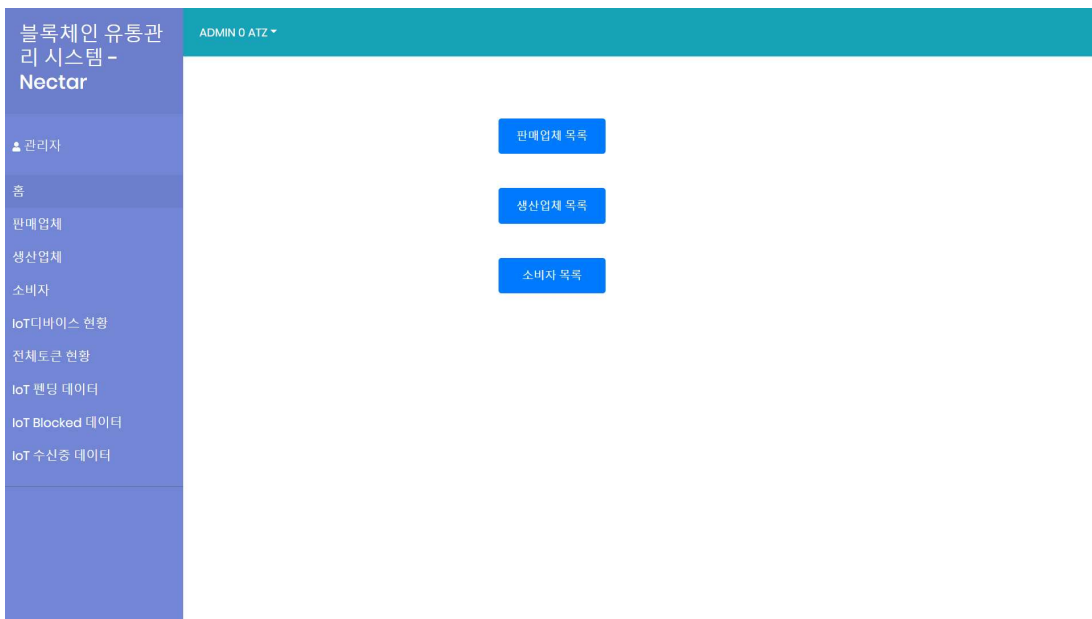 블록체인 유통관
리 시스템 -
Nectar
ADMIN 0 ATZ
관리자
홈
판매업체
생산업체
소비자
IoT디바이스 현황
전체토큰 현황
IoT 펜딩 데이터
IoT Blocked 데이터
IoT 수신중 데이터
판매업체 목록
생산업체 목록
소비자 목록